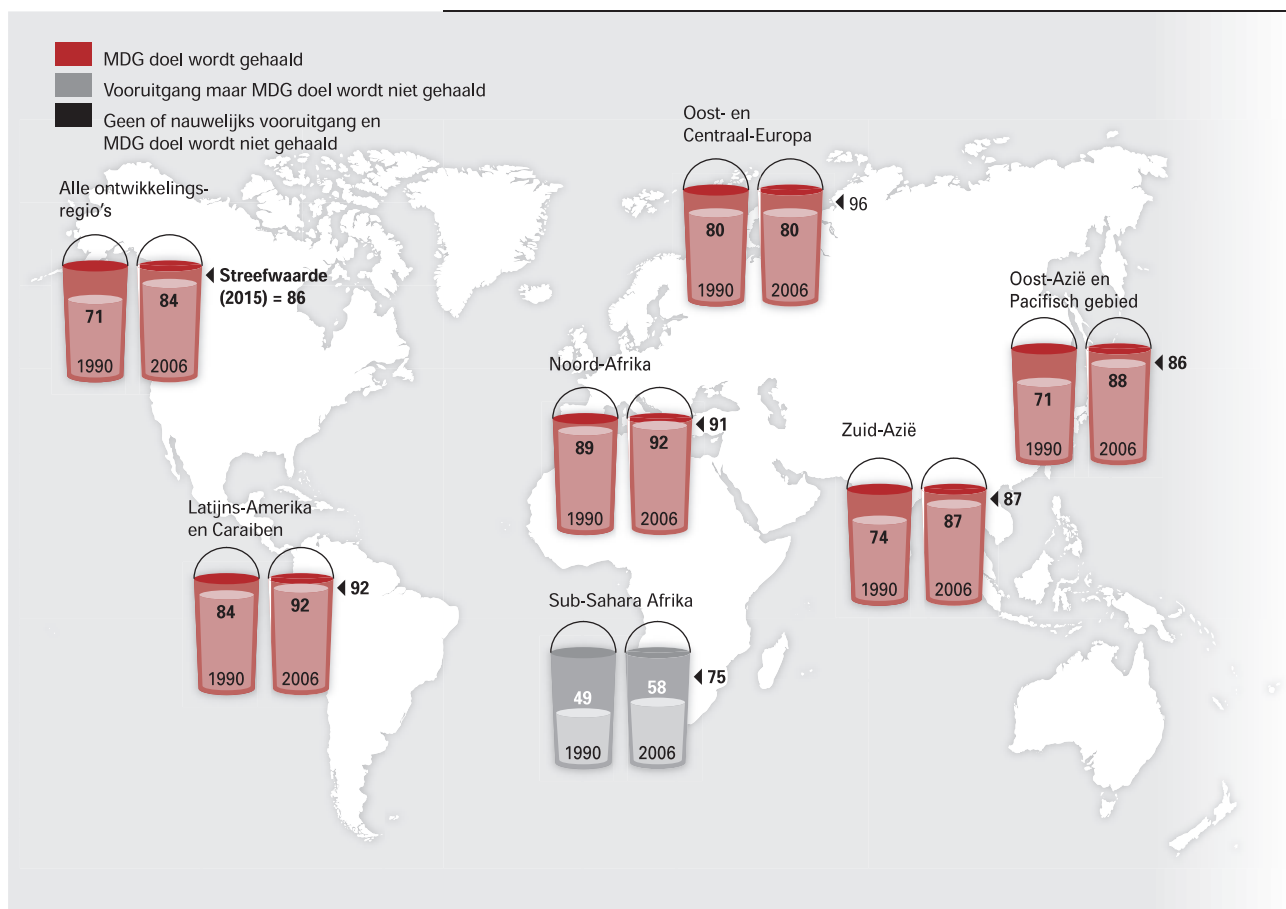 MDG doel wordt gehaald
Vooruitgang maar MDG doel wordt niet gehaald
Geen of nauwelijks vooruitgang en
MDG doel wordt niet gehaald
Alle ontwikkelings-
regio's
71
1990
84
2006
Streefwaarde
(2015) = 86
Oost- en
Centraal-Europa
80
1990
80
2006
96
Oost-Azië en
Pacifisch gebied
71
1990
88
2006
86
Noord-Afrika
89
1990
92
2006
91
Zuid-Azië
74
1990
87
2006
87
Latijns-Amerika
en Caraiben
84
1990
92
2006
92
Sub-Sahara Afrika
49
1990
58
2006
75